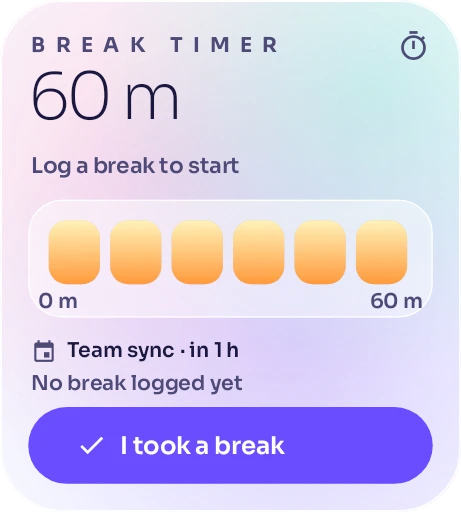 BREAK TIMER
60 m
Log a break to start
0 m 60 m
Team sync · in 1 h
No break logged yet
I took a break